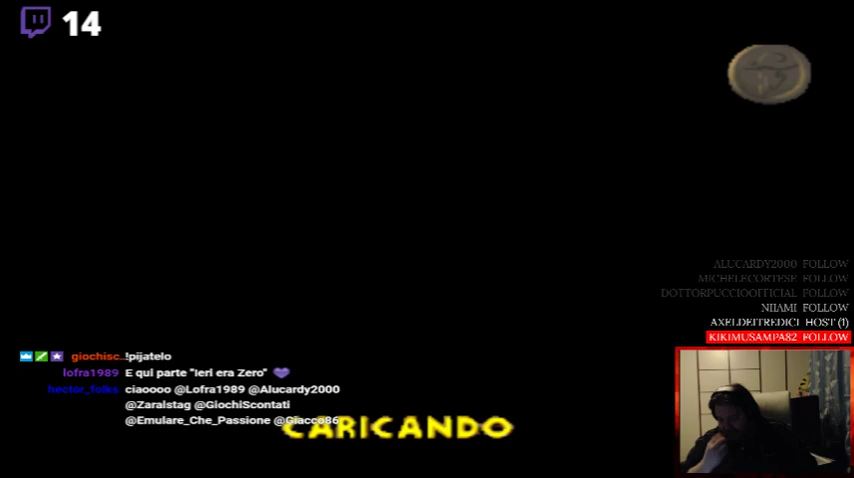 14
ALUCARDY2000 FOLLOW
MICHELECORTESE FOLLOW
DOTTORPUCCIOOFFICIAL FOLLOW
NIIAMI FOLLOW
AXELDEITREDICI HOST (1)
KIKIMUSAMPA82 FOLLOW
giochisc.. !pijatelo
lofra1989 E qui parte "Ieri era Zero"
hector_folks ciaoooo @Lofra1989 @Alucardy2000
@Zaralstag @GiochiScontati
@Emulare_Che_Passione @Giacco86
CARICANDO